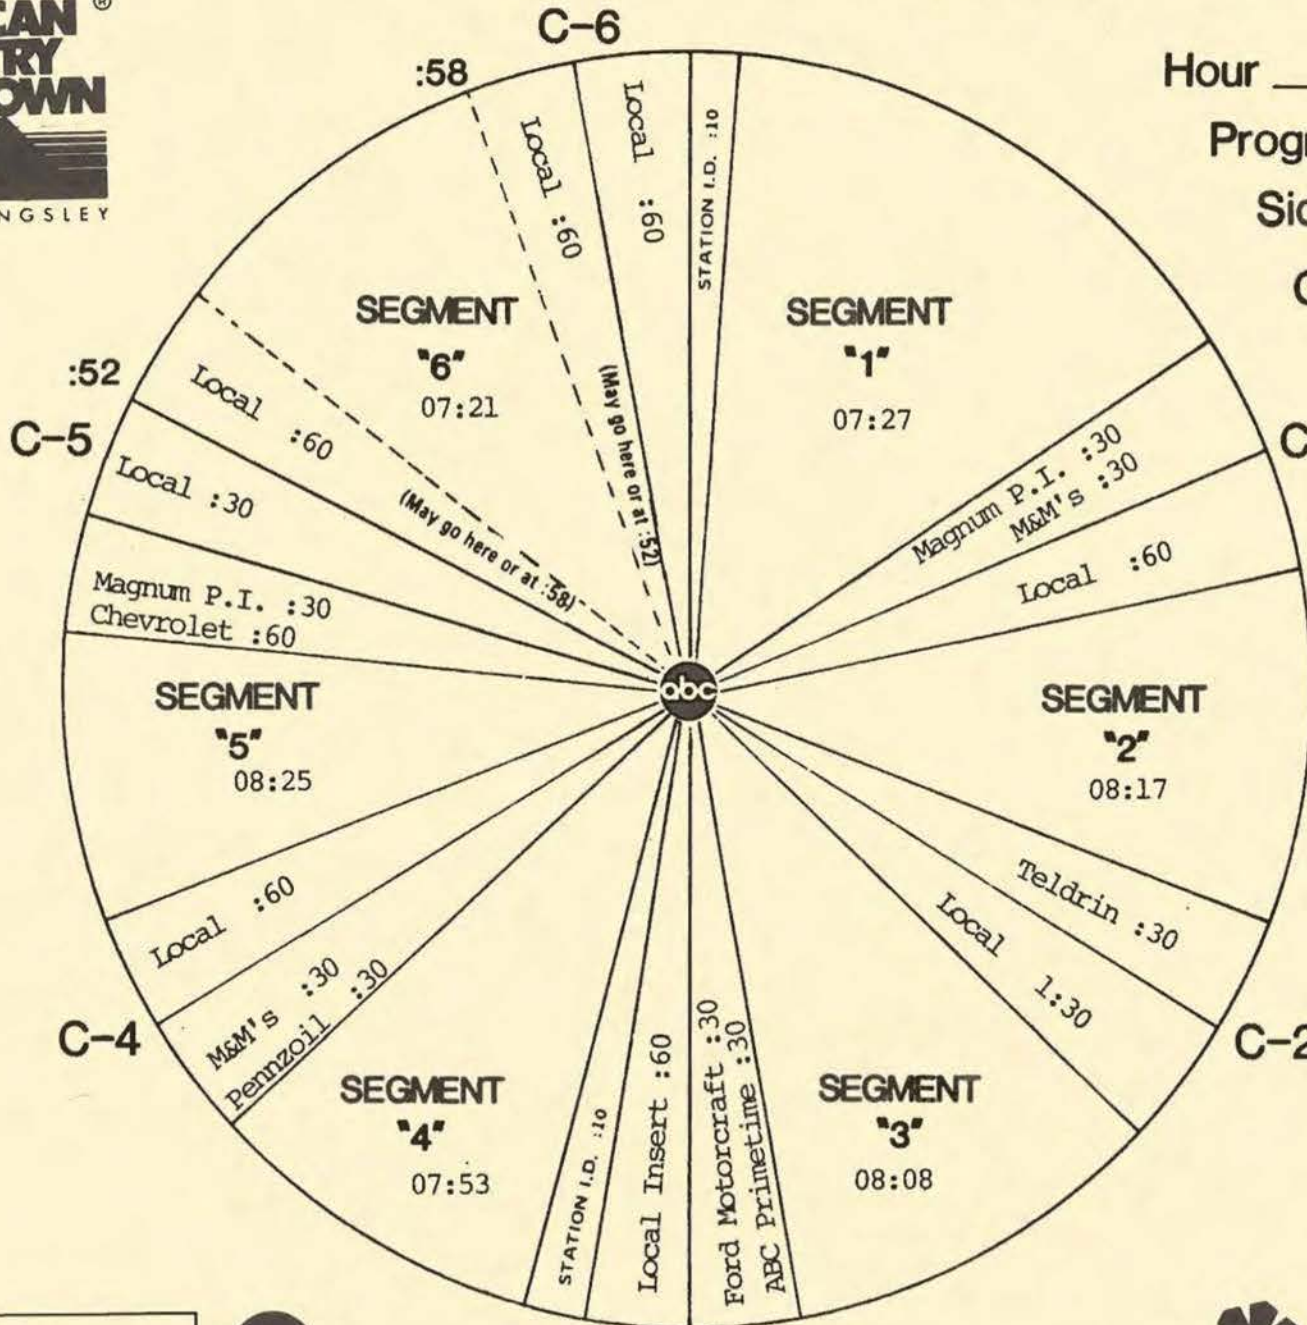 C-6
:58
Hour
NGSLEY
Local :60
Local :60
STATION I.D. :10
SEGMENT
"1"
07:27
Magnum P.I. :30
M&M's :30
Local :60
SEGMENT
"2"
08:17
Teldrin :30
Local 1:30
C-2
SEGMENT
"3"
08:08
Ford Motorcraft :30
ABC Primetime :30
Local Insert :60
STATION I.D. :10
SEGMENT
"4"
07:53
M&M's :30
Pennzoil :30
C-4
Local :60
SEGMENT
"5"
08:25
Magnum P.I. :30
Chevrolet :60
Local :30
C-5
:52
Local :60
(May go here or at :58)
SEGMENT
"6"
07:21
(May go here or at :52)
abc